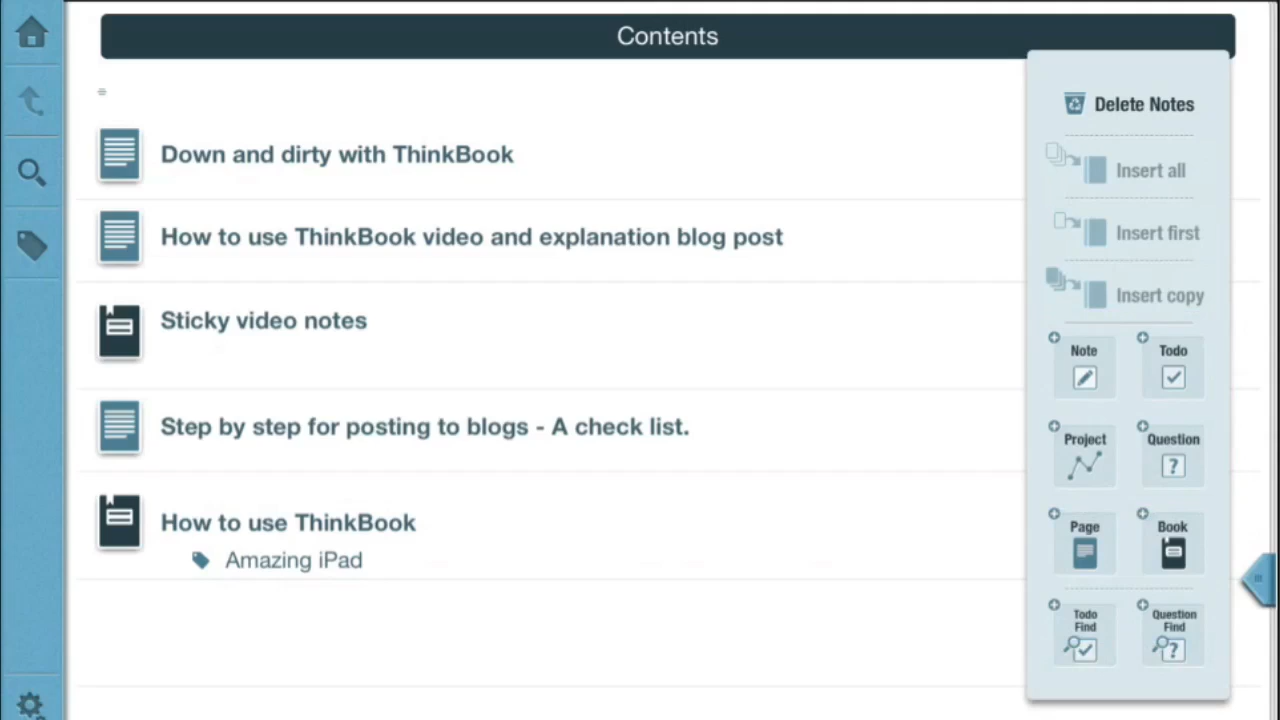 Contents
Down and dirty with ThinkBook
How to use ThinkBook video and explanation blog post
Sticky video notes
Step by step for posting to blogs - A check list.
How to use ThinkBook
Amazing iPad
Delete Notes
Insert all
Insert first
Insert copy
Note
Todo
Project
Question
?
Page
Book
Todo
Find
Question
Find
?